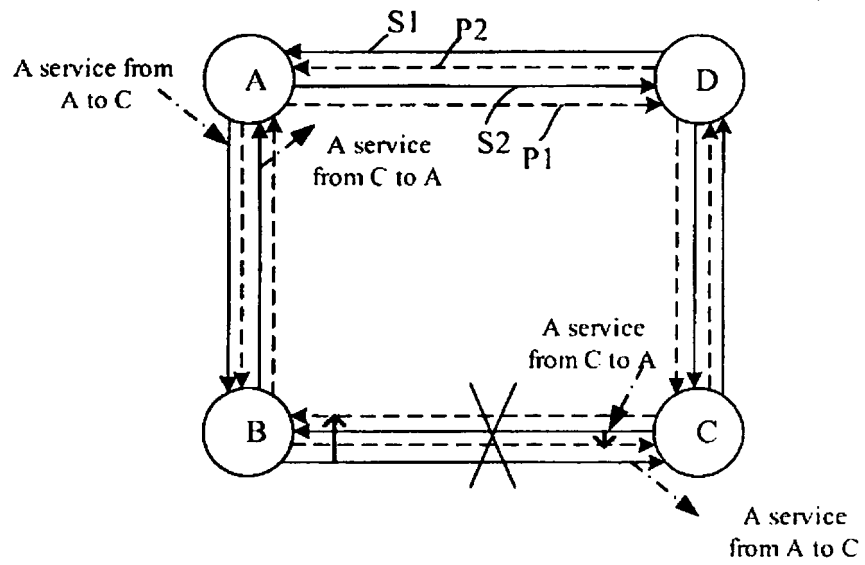 S1
P2
A service from
A to C
A
D
S2
P1
A service
from C to A
A service
from C to A
B
C
A service
from A to C